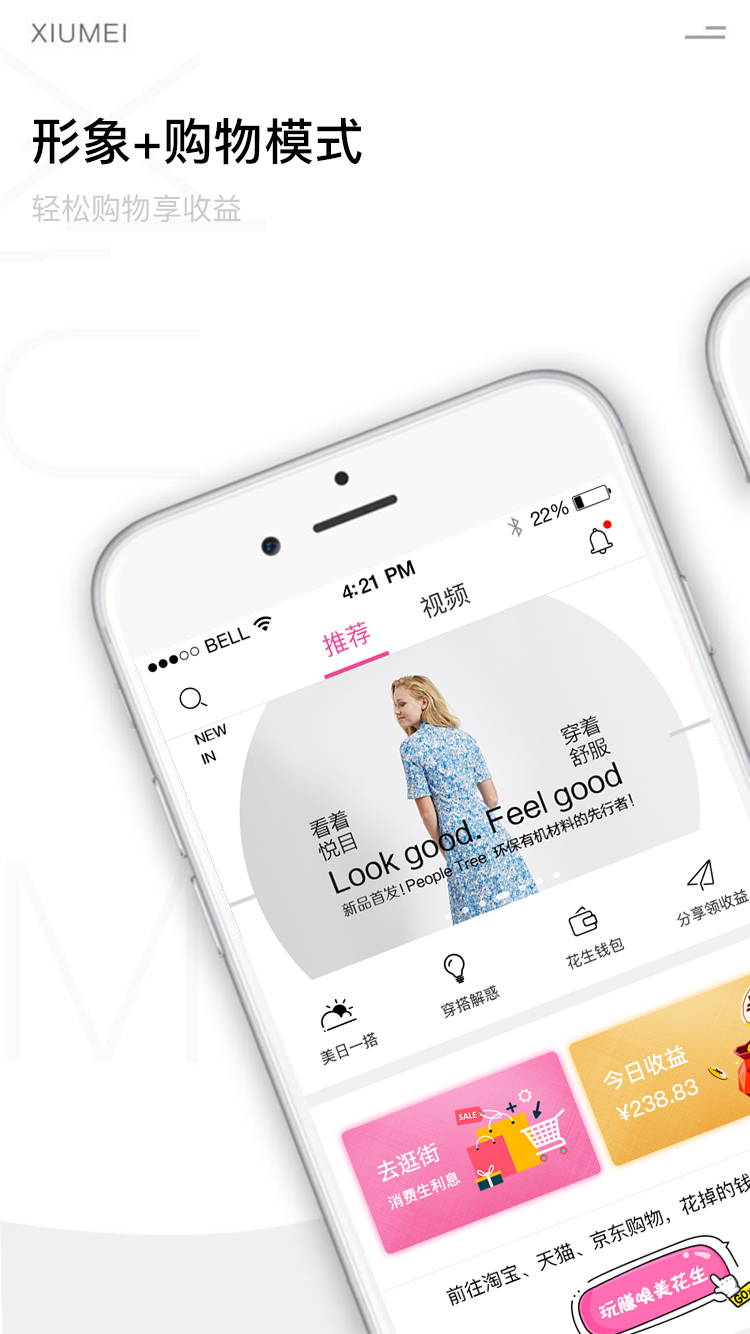 XIUMEI
形象+购物模式
轻松购物享收益
BELL
4:21 PM
22%
推荐
视频
NEW
IN
穿着
舒服
看着
悦目
Look good. Feel good
新品首发！People Tree 环保有机材料的先行者！
美日一搭
穿搭解惑
花生钱包
分享领收益
去逛街
消费生利息
SALE
今日收益
¥238.83
前往淘宝、天猫、京东购物，花掉的钱
玩赚嗅美花生
GO
M